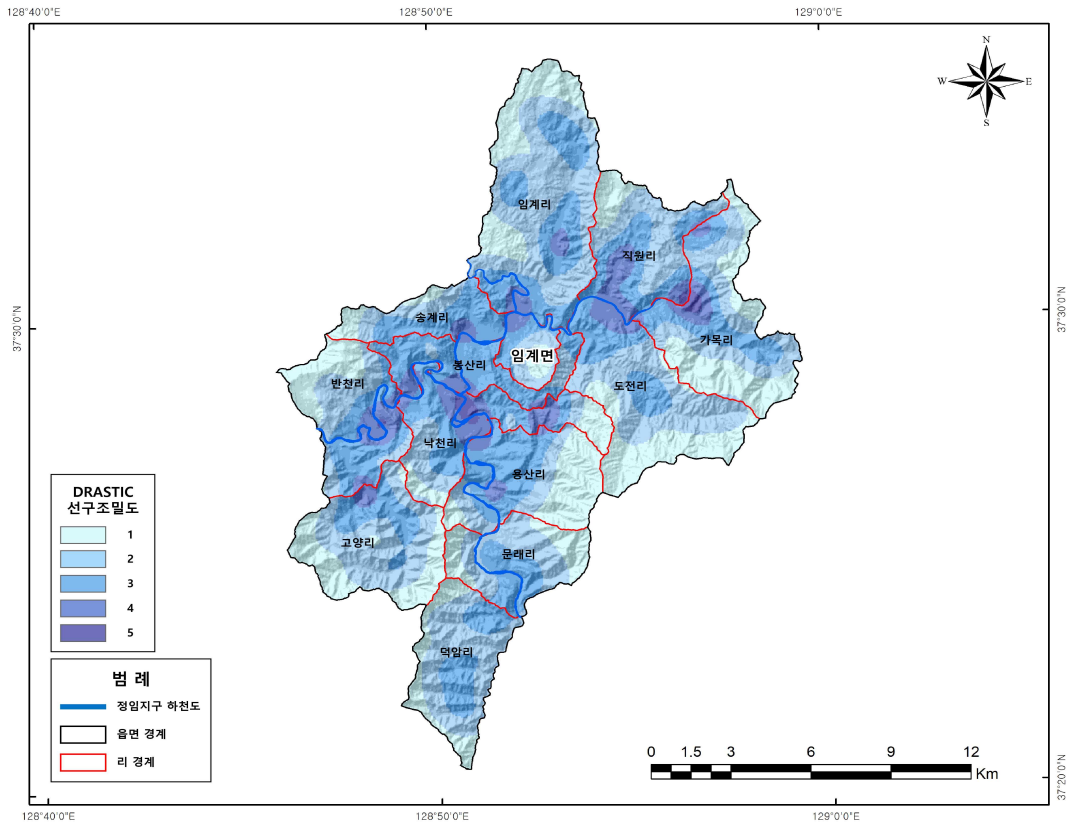 128°40'0"E
128°50'0"E
129°0'0"E
N
W
E
S
임계리
직원리
37°30'0"N
37°30'0"N
송계리
가목리
임계면
봉산리
반천리
도전리
낙천리
용산리
고양리
문래리
덕암리
DRASTIC
선구조밀도
1
2
3
4
5
범 례
정임지구 하천도
읍면 경계
리 경계
0 1.5 3 6 9 12
Km
37°20'0"N
128°40'0"E
128°50'0"E
129°0'0"E